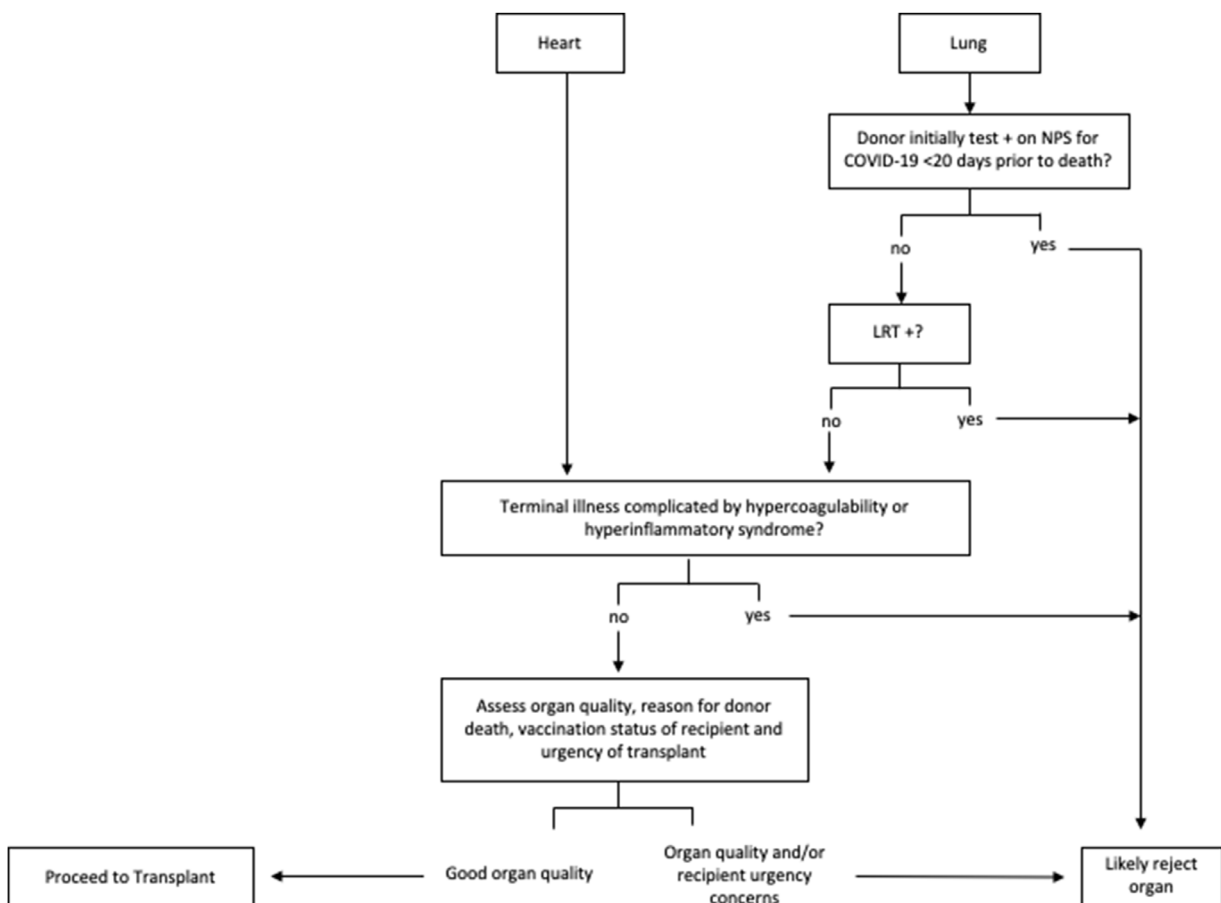 Heart
Lung
Donor initially test + on NPS for
COVID-19 <20 days prior to death?
no
yes
LRT +?
no
yes
Terminal illness complicated by hypercoagulability or
hyperinflammatory syndrome?
no
yes
Assess organ quality, reason for donor
death, vaccination status of recipient and
urgency of transplant
Proceed to Transplant
Good organ quality
Organ quality and/or
recipient urgency
concerns
Likely reject
organ